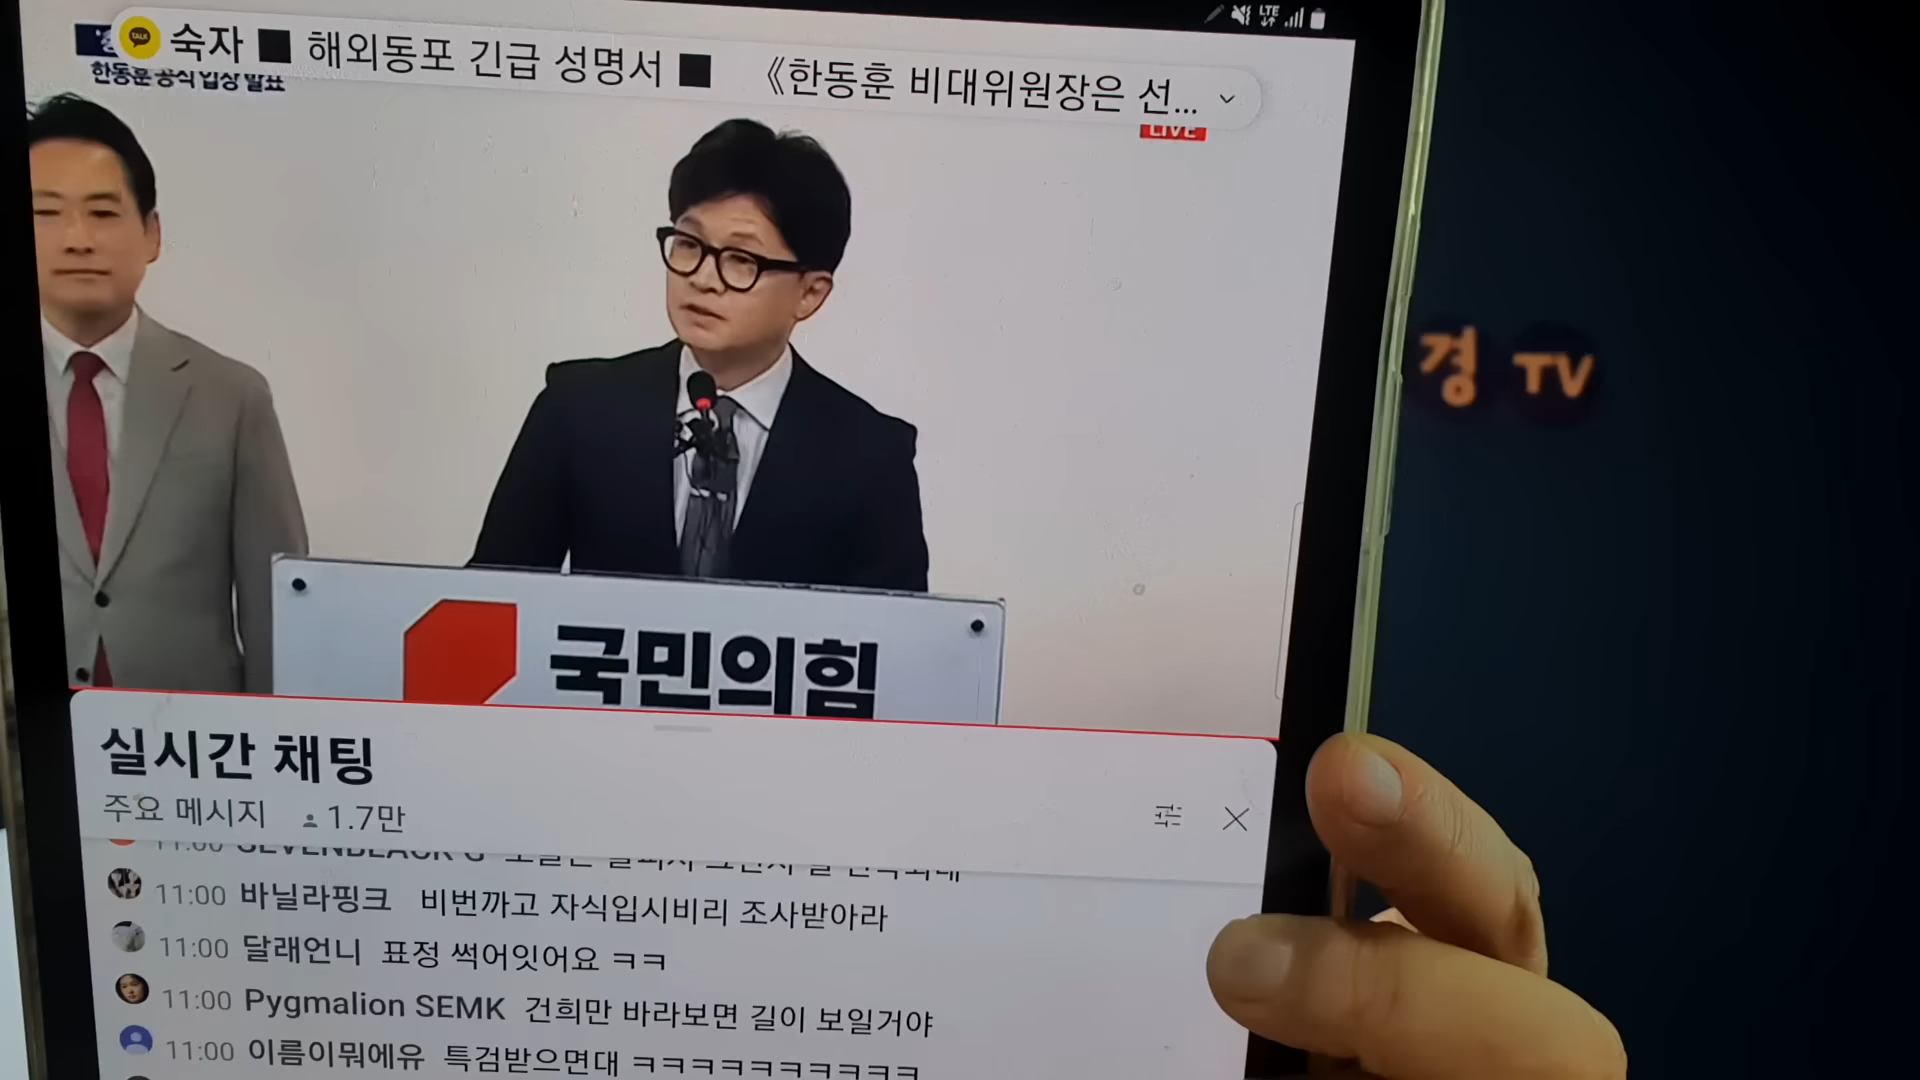 LTE
TALK 숙자 ■ 해외동포 긴급 성명서 ■ 《한동훈 비대위원장은 선...
한동훈 공식 입장 발표
LIVE
경 TV
국민의힘
실시간 채팅
주요 메시지 1.7만
11:00 SEVENBLACK G
11:00 바닐라핑크 비번까고 자식입시비리 조사받아라
11:00 달래언니 표정 썩어잇어요 ㅋㅋ
11:00 Pygmalion SEMK 건희만 바라보면 길이 보일거야
11:00 이름이뭐에유 특검받으면대 ㅋㅋㅋㅋㅋㅋㅋㅋㅋㅋ